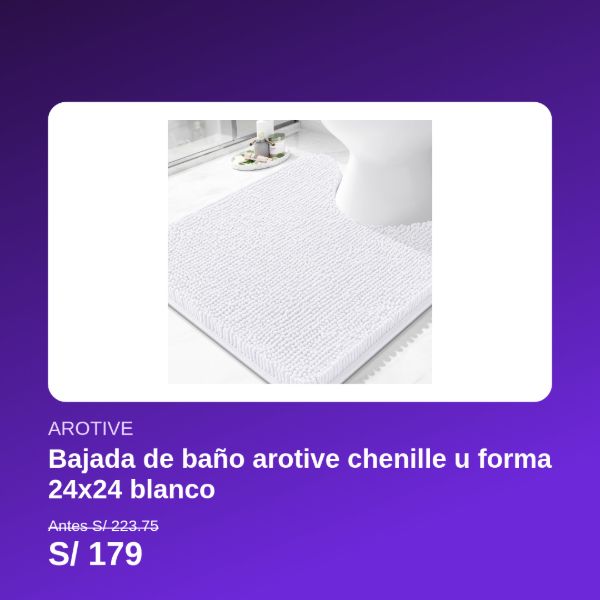 AROTIVE
Bajada de baño arotive chenille u forma
24x24 blanco
Antes S/ 223.75
S/ 179